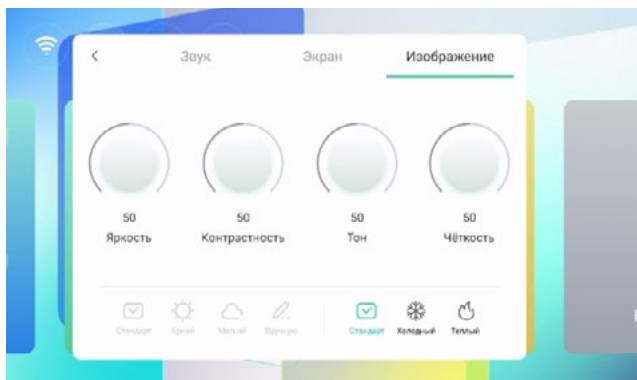 Звук Экран Изображение
50 50 50 50
Яркость Контрастность Тон Чёткость
Стандарт Яркий Мягкий Вручную Стандарт Холодный Теплый